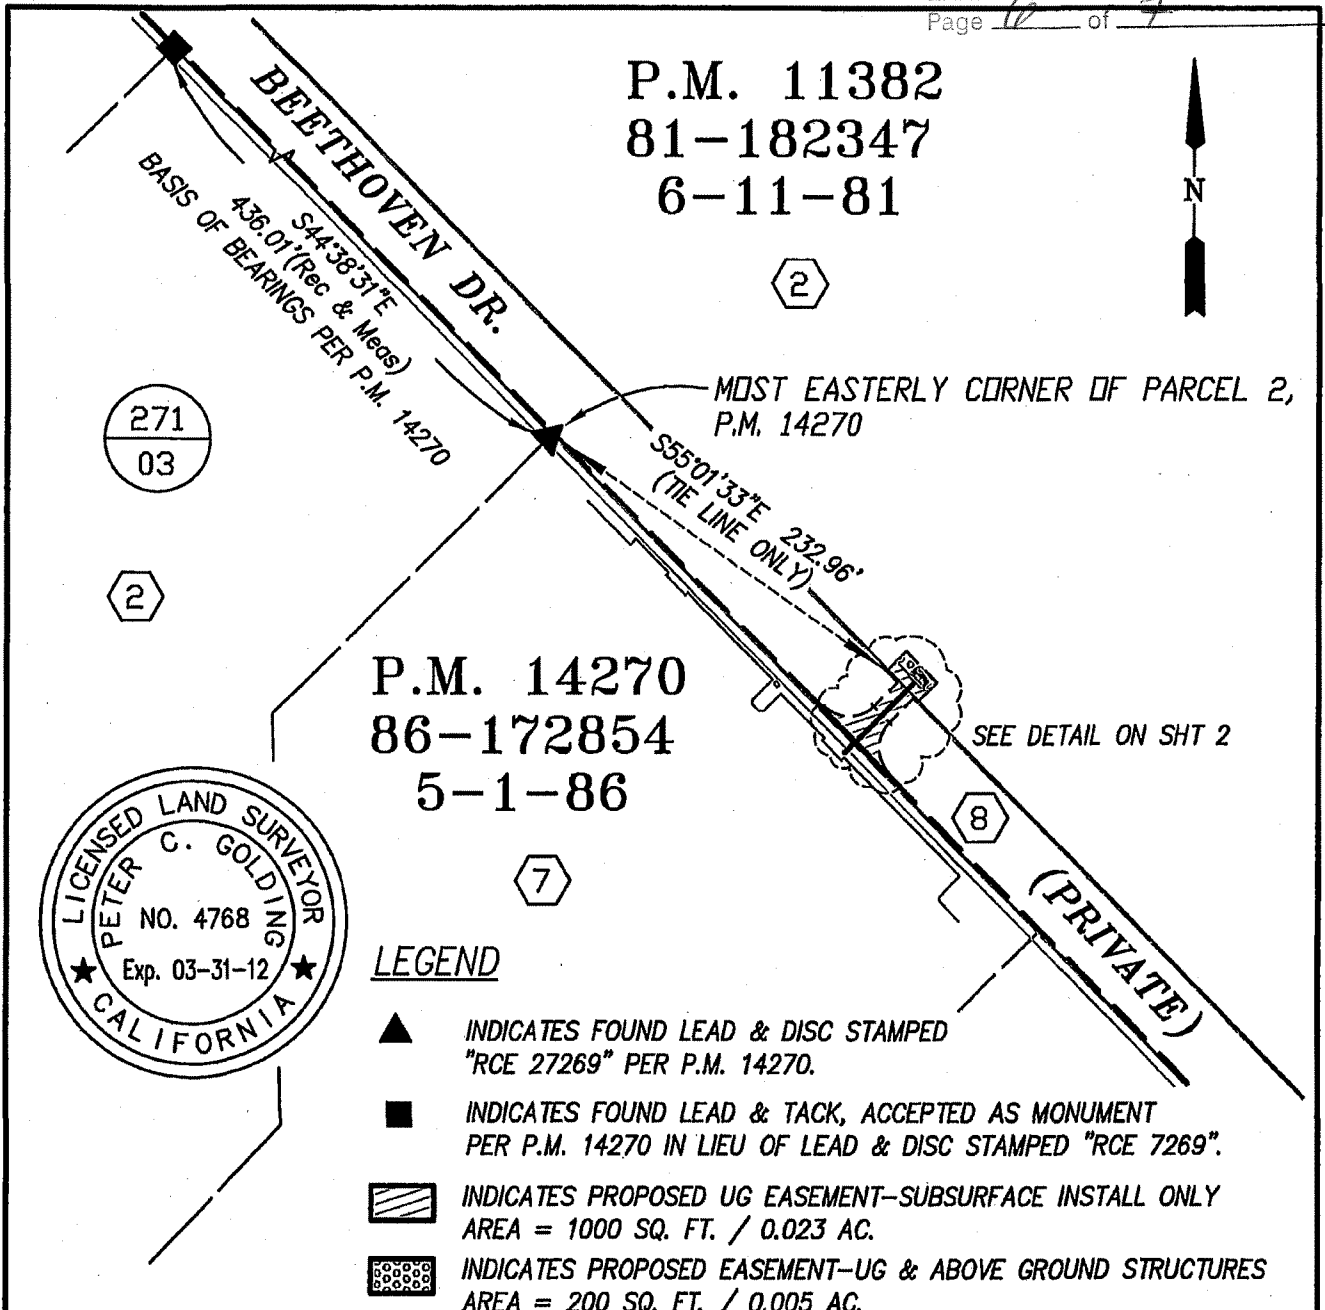 Page of
P.M. 11382
81-182347
6-11-81
N
2
BEETHOVEN DR.
S44°38'31"E
436.01'(Rec & Meas)
BASIS OF BEARINGS PER P.M. 14270
MOST EASTERLY CORNER OF PARCEL 2,
P.M. 14270
271
03
S55°01'33"E 232.96'
(TIE LINE ONLY)
2
P.M. 14270
86-172854
5-1-86
SEE DETAIL ON SHT 2
8
7
(PRIVATE)
LICENSED LAND SURVEYOR
PETER C. GOLDING
NO. 4768
Exp. 03-31-12
★ CALIFORNIA ★
LEGEND
INDICATES FOUND LEAD & DISC STAMPED
"RCE 27269" PER P.M. 14270.
INDICATES FOUND LEAD & TACK, ACCEPTED AS MONUMENT
PER P.M. 14270 IN LIEU OF LEAD & DISC STAMPED "RCE 7269".
INDICATES PROPOSED UG EASEMENT-SUBSURFACE INSTALL ONLY
AREA = 1000 SQ. FT. / 0.023 AC.
INDICATES PROPOSED EASEMENT-UG & ABOVE GROUND STRUCTURES
AREA = 200 SQ. FT. / 0.005 AC.